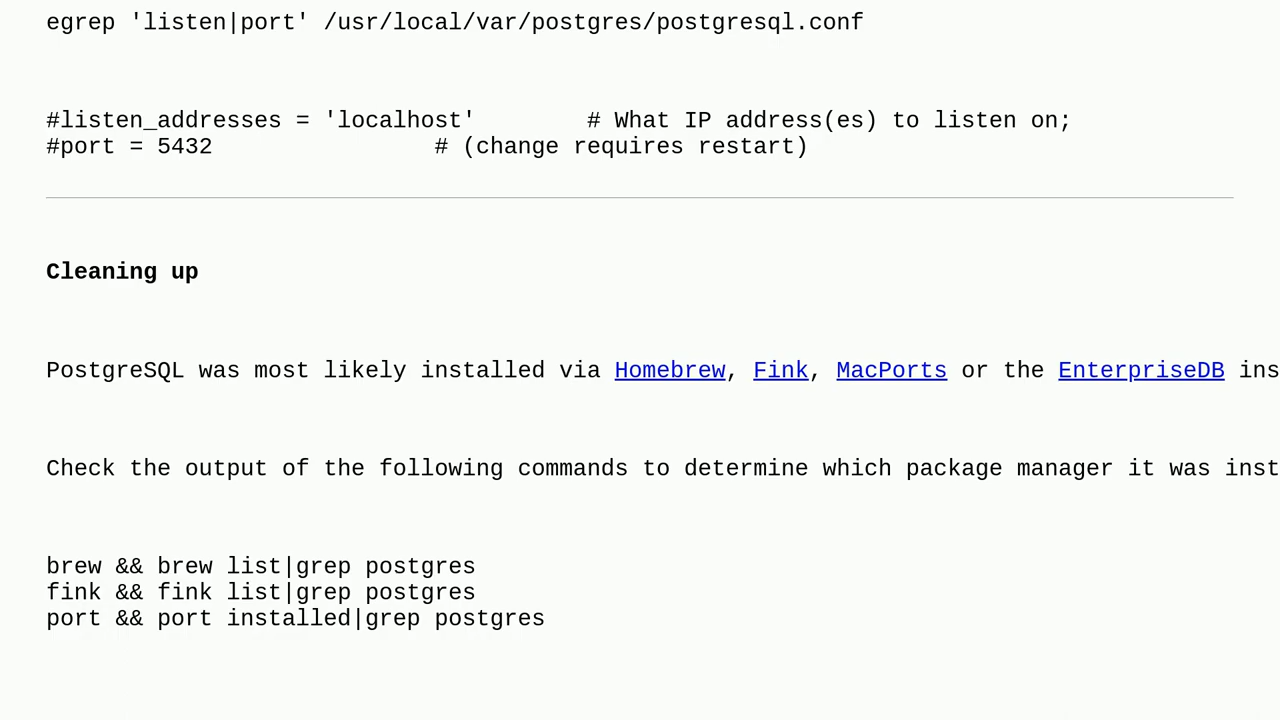 egrep 'listen|port' /usr/local/var/postgres/postgresql.conf
#listen_addresses = 'localhost'        # What IP address(es) to listen on;
#port = 5432                # (change requires restart)
Cleaning up
PostgreSQL was most likely installed via Homebrew, Fink, MacPorts or the EnterpriseDB ins
Check the output of the following commands to determine which package manager it was inst
brew && brew list|grep postgres
fink && fink list|grep postgres
port && port installed|grep postgres